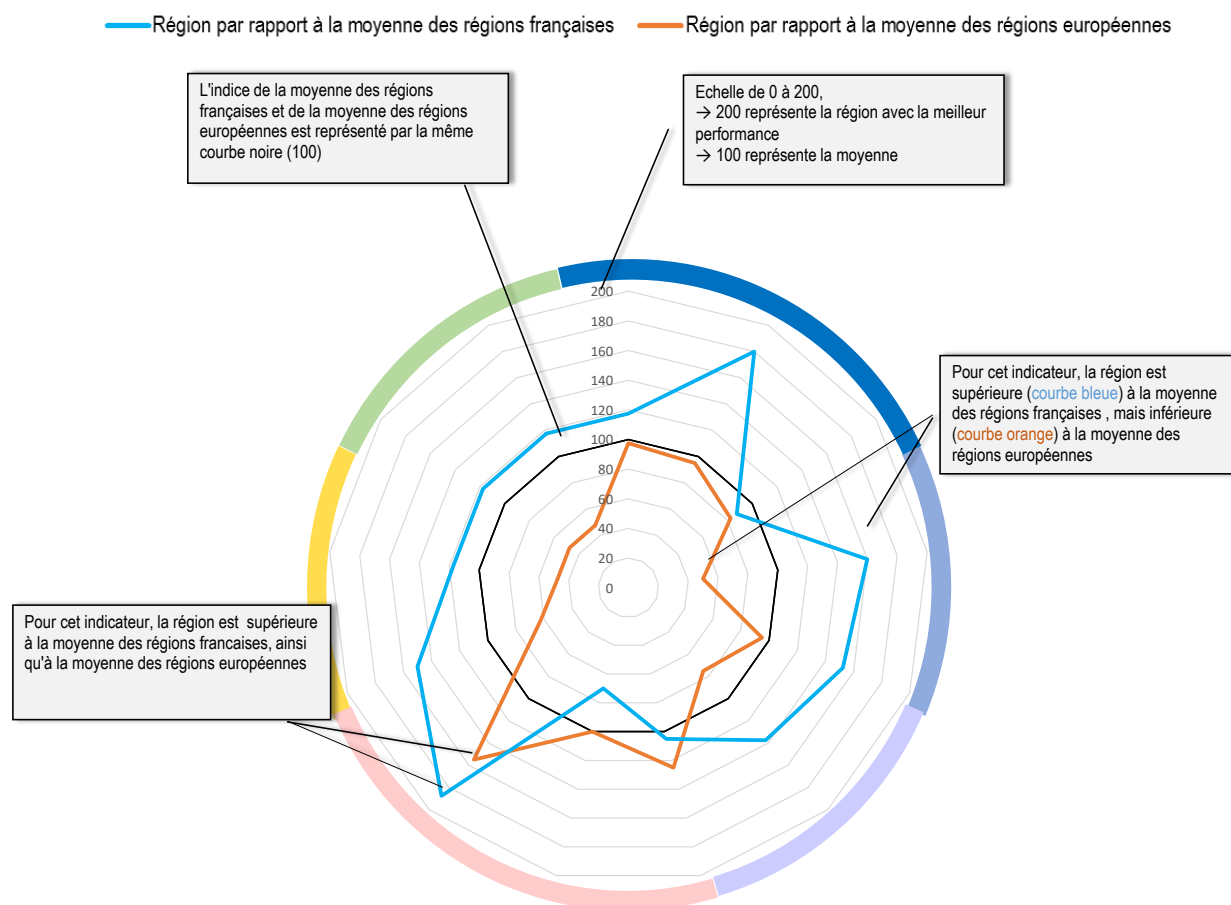 Région par rapport à la moyenne des régions françaises
Région par rapport à la moyenne des régions européennes
L'indice de la moyenne des régions
françaises et de la moyenne des régions
européennes est représenté par la même
courbe noire (100)
Echelle de 0 à 200,
→ 200 représente la région avec la meilleur
performance
→ 100 représente la moyenne
200
180
160
140
120
100
80
60
40
20
0
Pour cet indicateur, la région est
supérieure (courbe bleue) à la moyenne
des régions françaises , mais inférieure
(courbe orange) à la moyenne des
régions européennes
Pour cet indicateur, la région est  supérieure
à la moyenne des régions francaises, ainsi
qu'à la moyenne des régions européennes